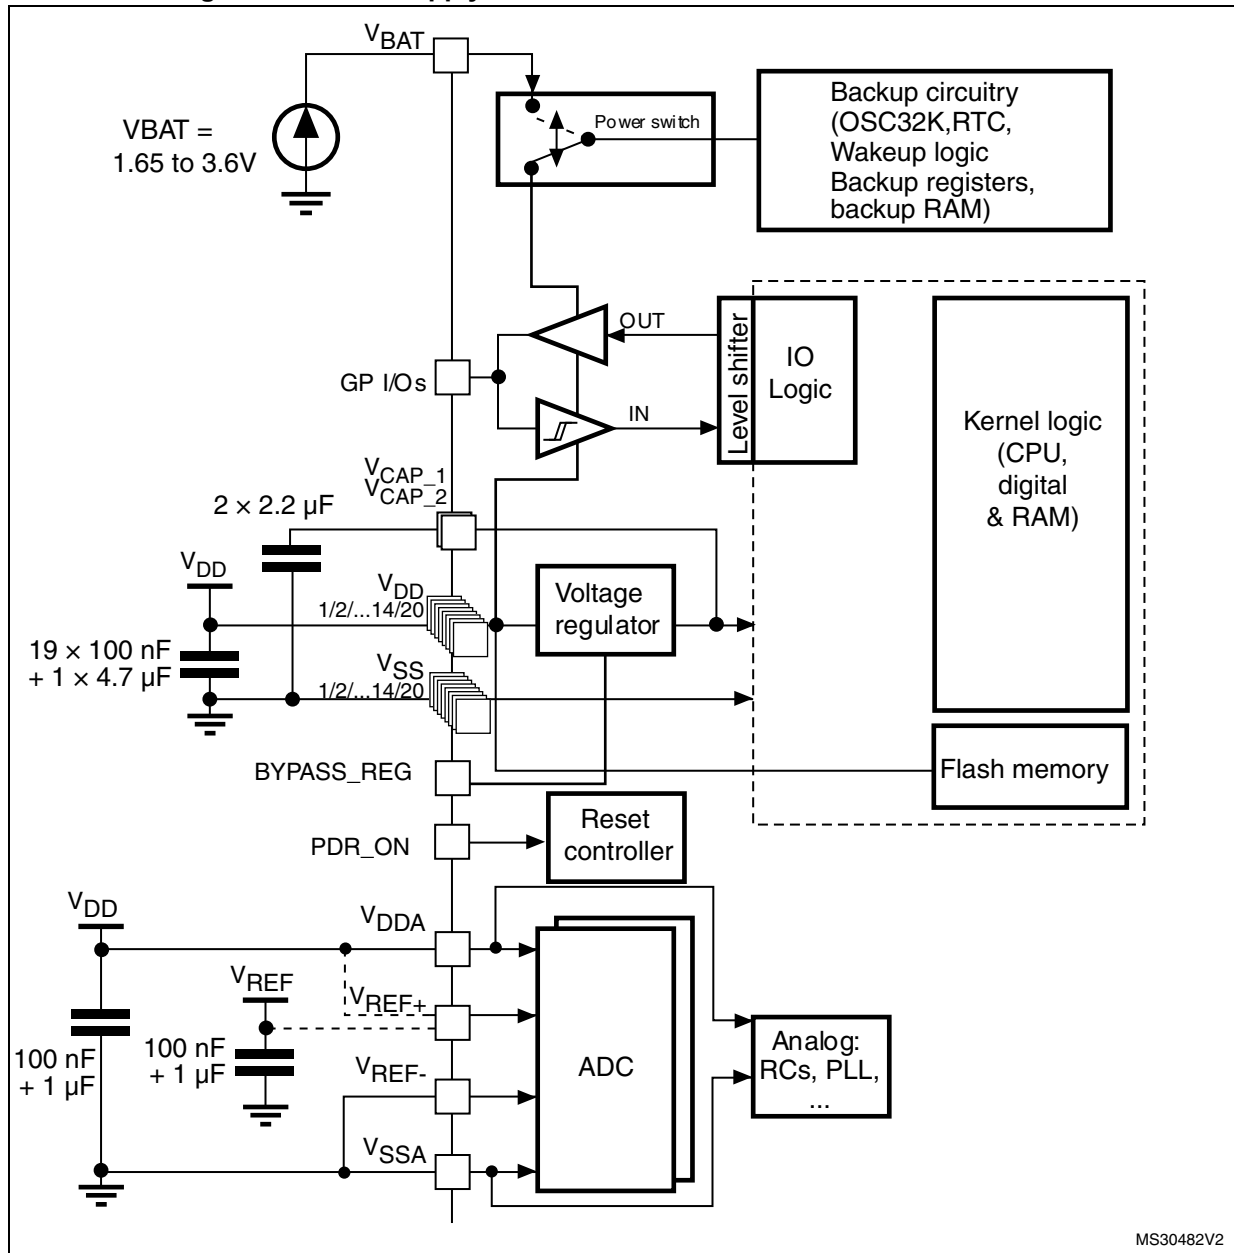 VBAT
VBAT =
1.65 to 3.6V
Power switch
Backup circuitry
(OSC32K,RTC,
Wakeup logic
Backup registers,
backup RAM)
OUT
GP I/Os
IN
Level shifter
IO
Logic
Kernel logic
(CPU,
digital
& RAM)
VCAP_1
VCAP_2
2 × 2.2 µF
VDD
VDD
1/2/...14/20
Voltage
regulator
19 × 100 nF
+ 1 × 4.7 µF
VSS
1/2/...14/20
BYPASS_REG
Flash memory
PDR_ON
Reset
controller
VDD
VDDA
VREF
VREF+
100 nF
+ 1 µF
100 nF
+ 1 µF
VREF-
VSSA
ADC
Analog:
RCs, PLL,
...
MS30482V2